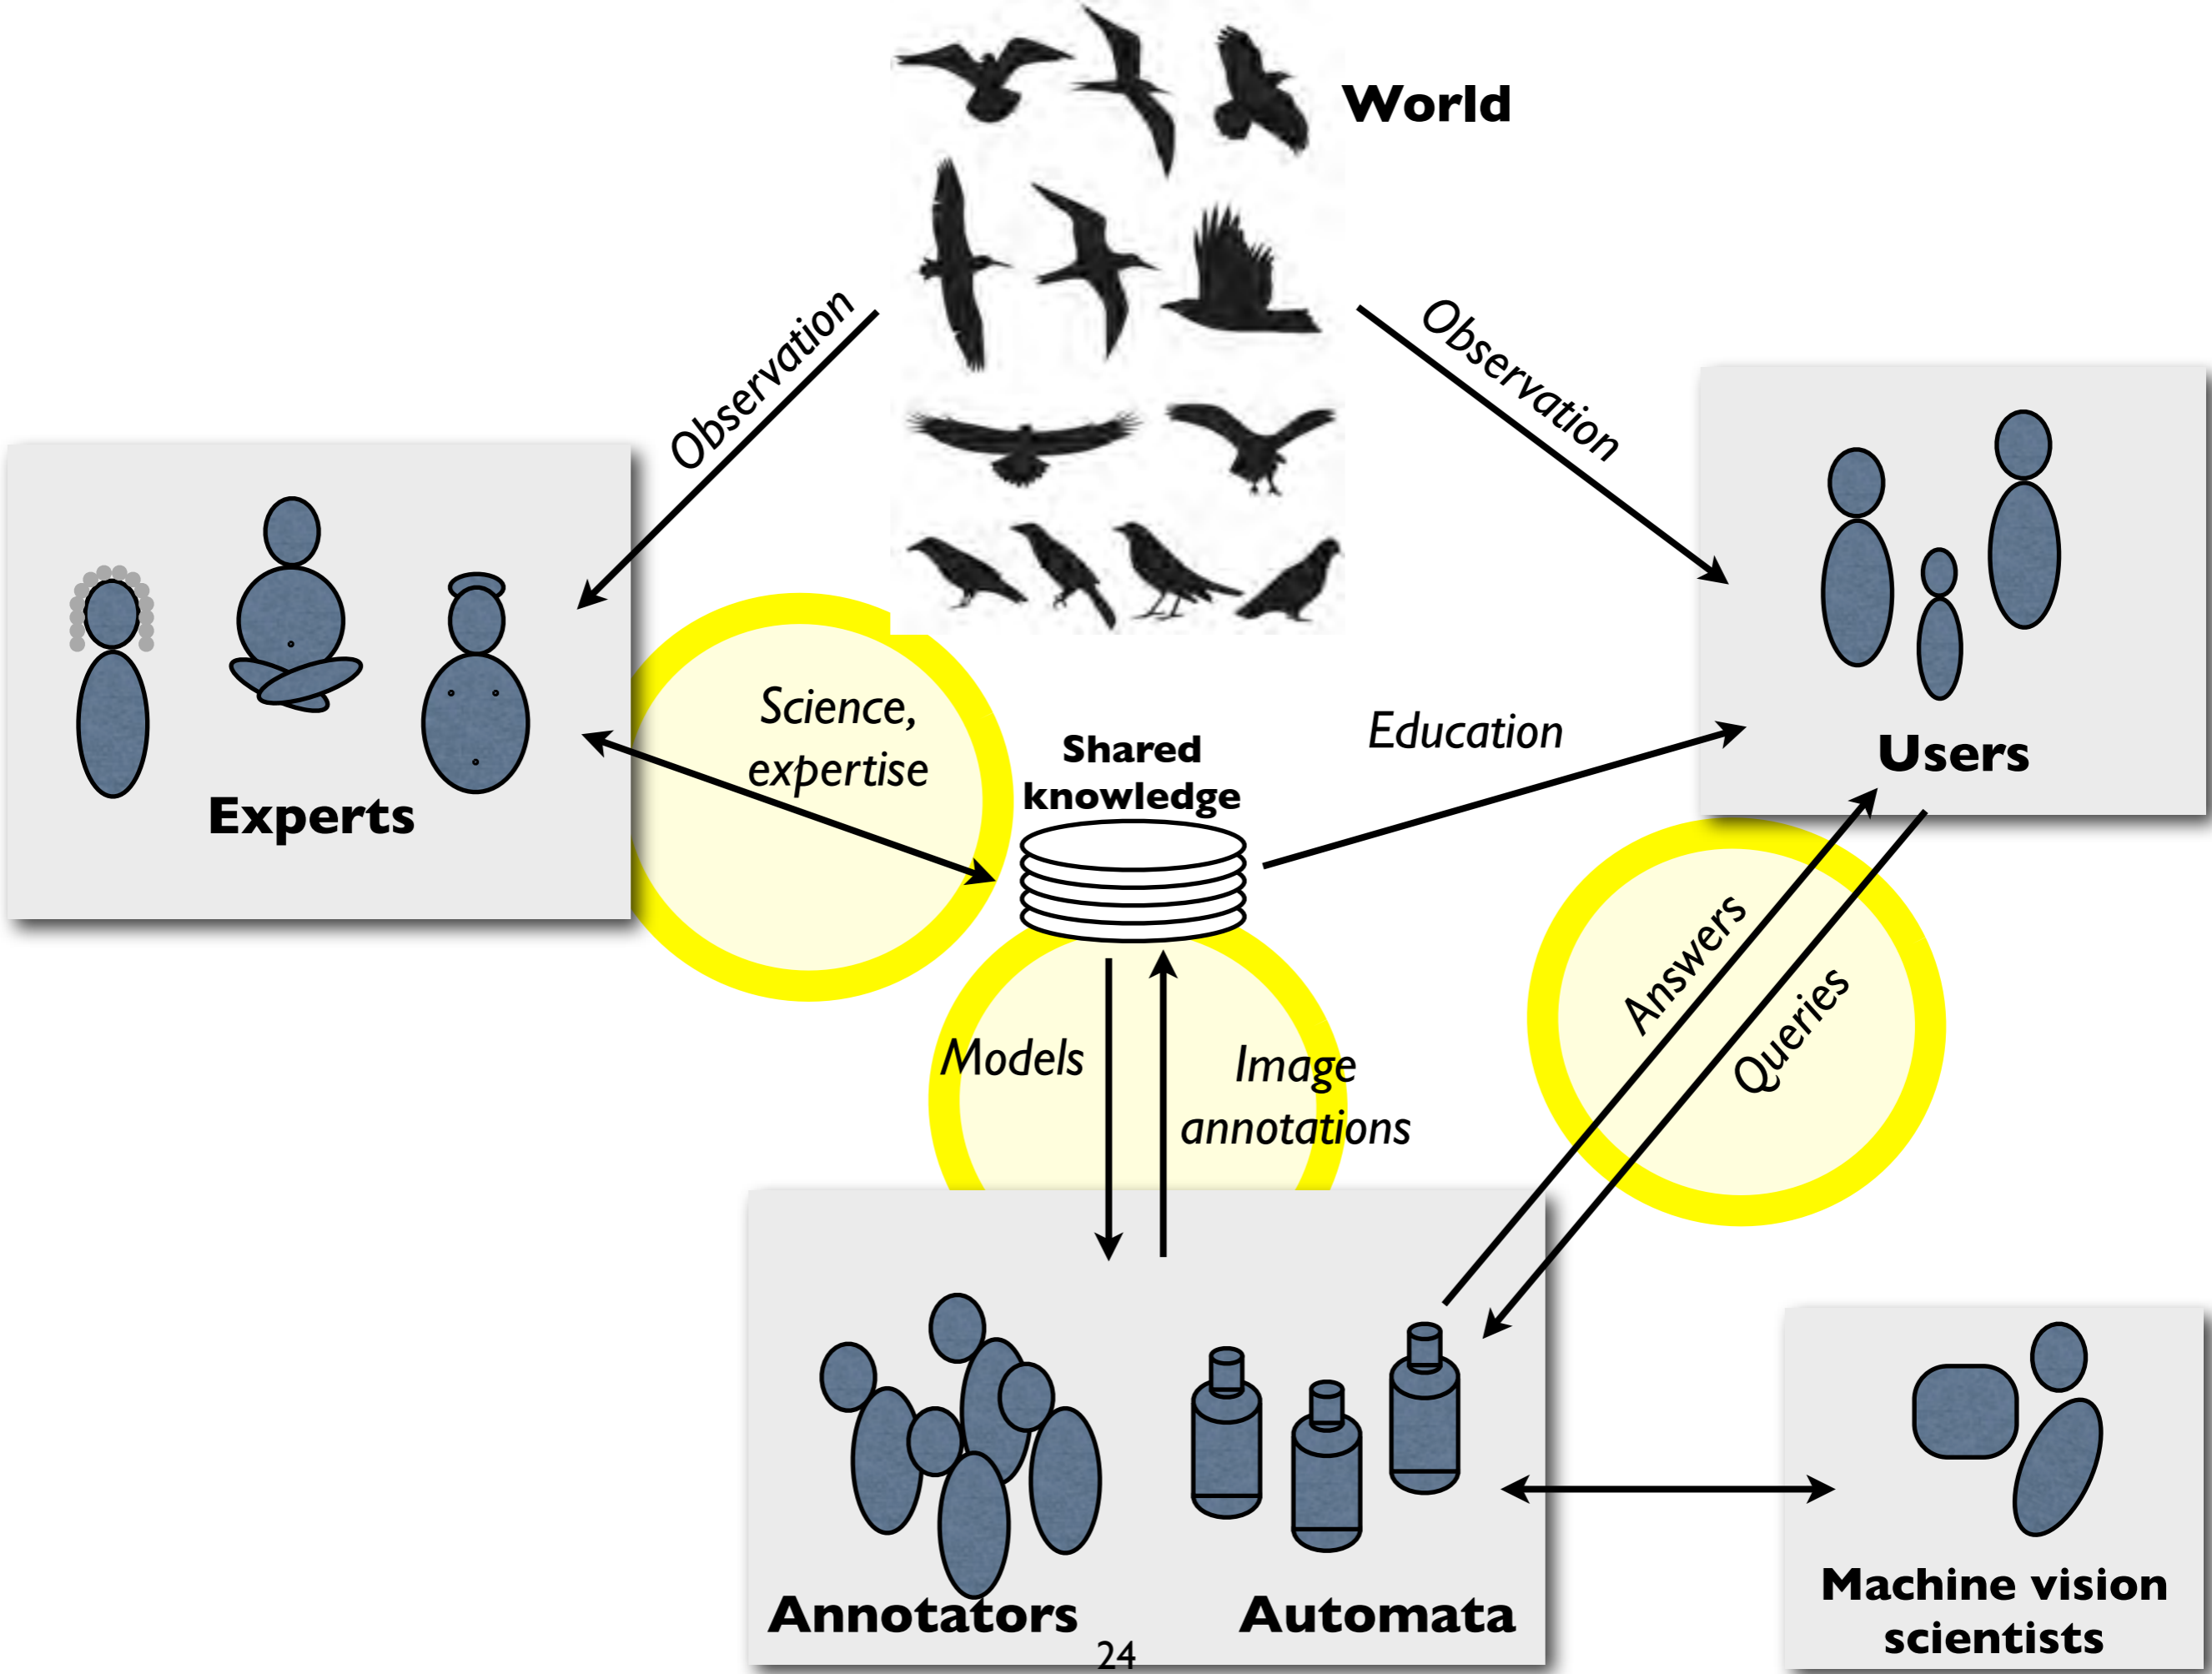 World
Observation
Observation
Science,
expertise
Shared
knowledge
Education
Users
Experts
Answers
Queries
Models
Image
annotations
Annotators
Automata
Machine vision
scientists
24